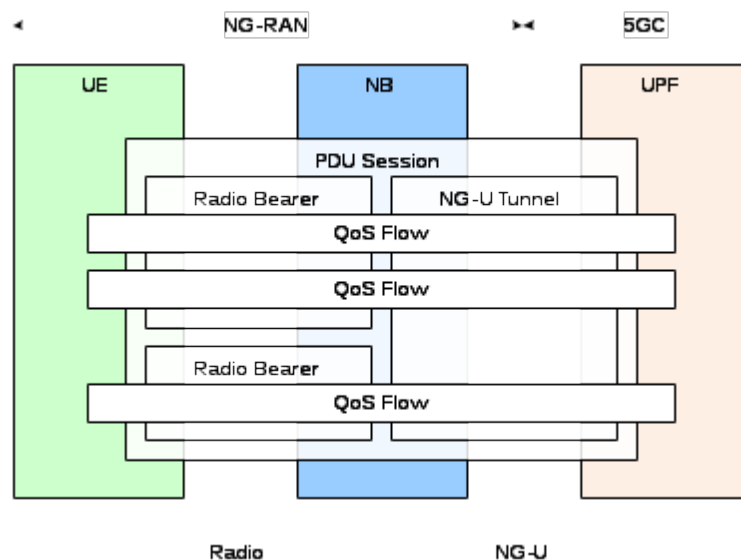 NG-RAN 5GC
UE NB UPF
PDU Session
Radio Bearer NG-U Tunnel
QoS Flow
QoS Flow
Radio Bearer
QoS Flow
Radio NG-U